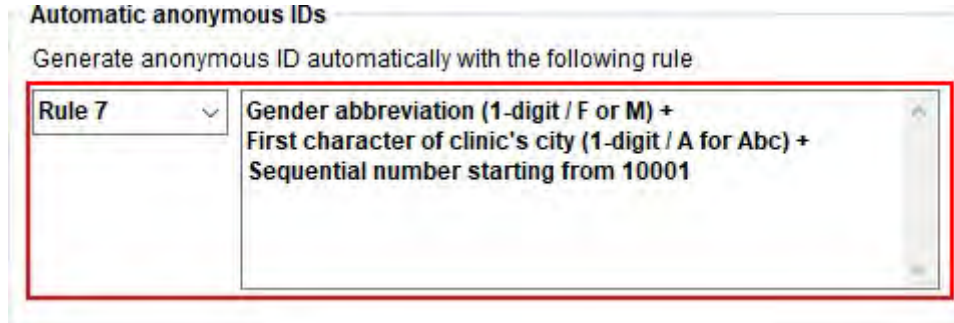 Automatic anonymous IDs
Generate anonymous ID automatically with the following rule
Rule 7
Gender abbreviation (1-digit / F or M) +
First character of clinic's city (1-digit / A for Abc) +
Sequential number starting from 10001